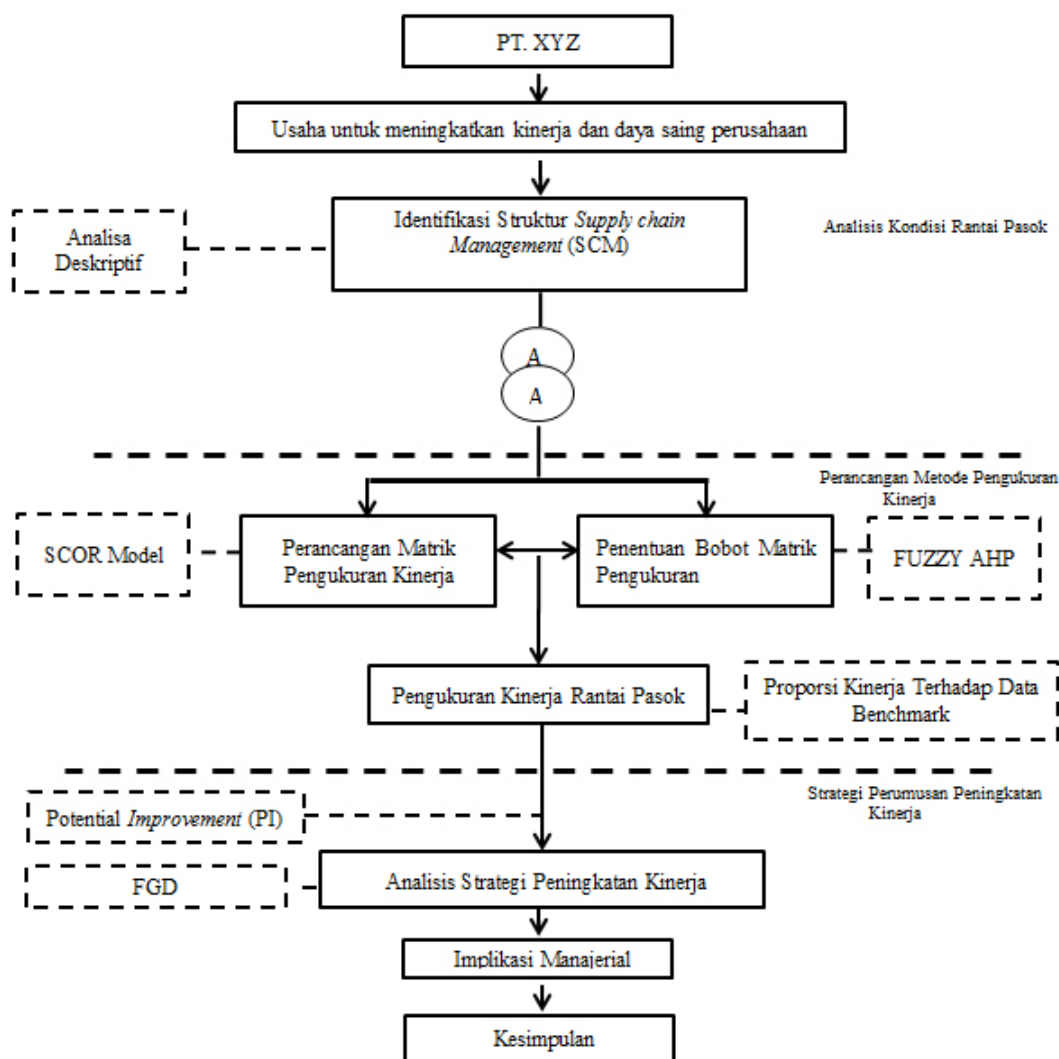 PT. XYZ
Usaha untuk meningkatkan kinerja dan daya saing perusahaan
Identifikasi Struktur Supply chain
Management (SCM)
Analisa
Deskriptif
Analisis Kondisi Rantai Pasok
A
A
Perancangan Metode Pengukuran
Kinerja
SCOR Model
Perancangan Matrik
Pengukuran Kinerja
Penentuan Bobot Matrik
Pengukuran
FUZZY AHP
Pengukuran Kinerja Rantai Pasok
Proporsi Kinerja Terhadap Data
Benchmark
Strategi Perumusan Peningkatan
Kinerja
Potential Improvement (PI)
FGD
Analisis Strategi Peningkatan Kinerja
Implikasi Manajerial
Kesimpulan